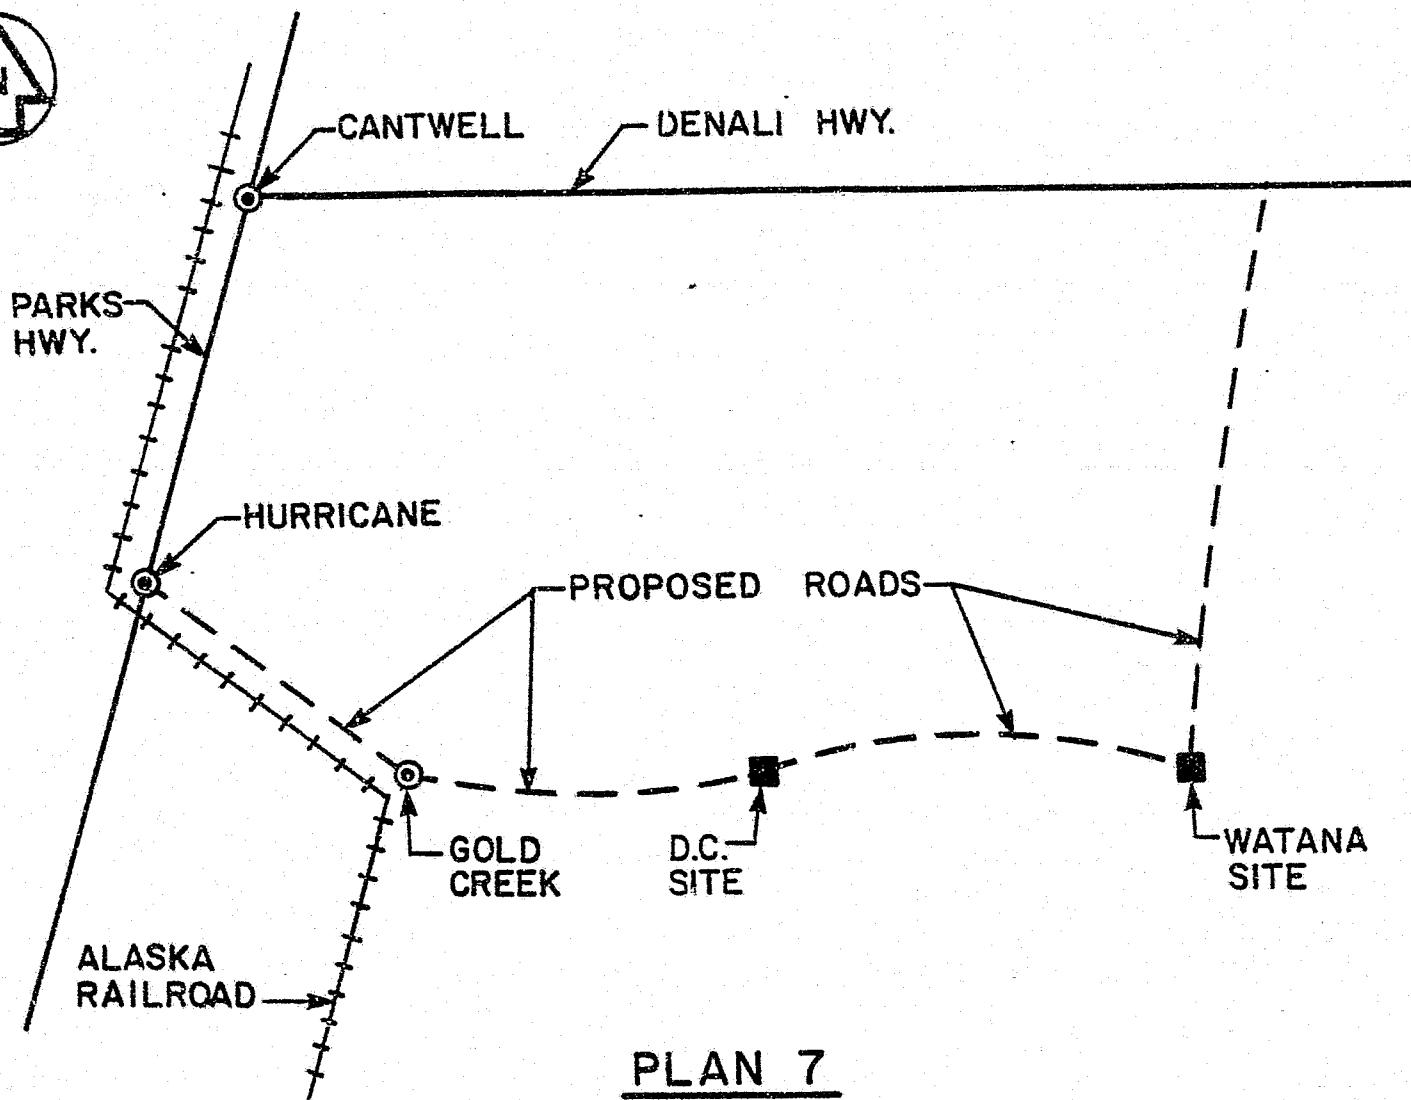 N
CANTWELL
DENALI HWY.
PARKS
HWY.
HURRICANE
PROPOSED ROADS
GOLD
CREEK
D.C.
SITE
WATANA
SITE
ALASKA
RAILROAD
PLAN 7